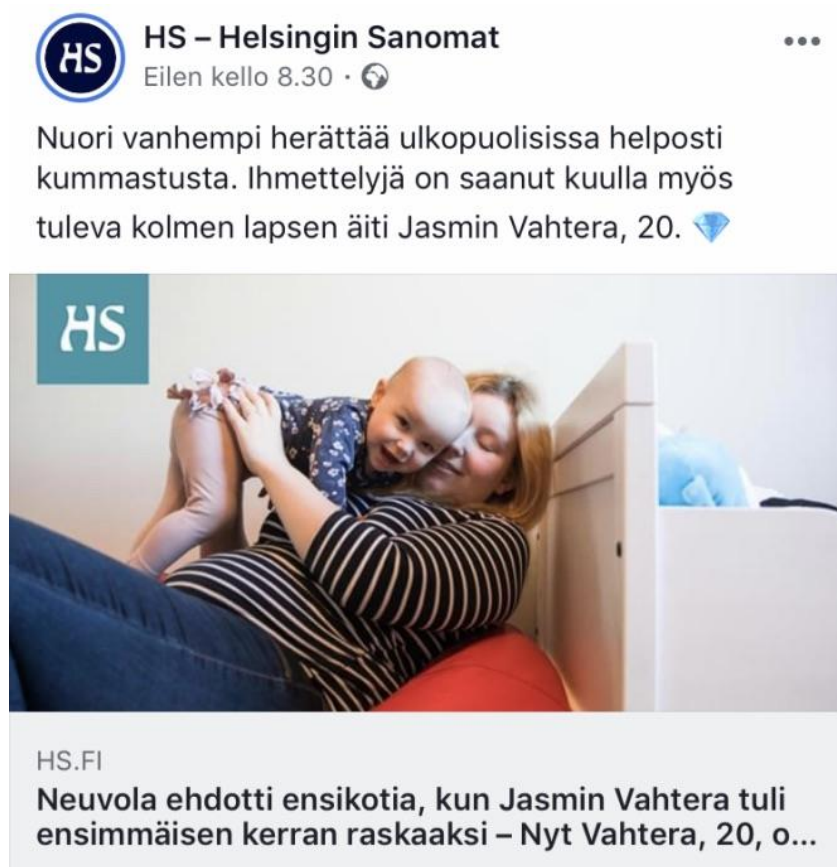 HS
HS – Helsingin Sanomat
Eilen kello 8.30 ·
Nuori vanhempi herättää ulkopuolisissa helposti
kummastusta. Ihmettelyjä on saanut kuulla myös
tuleva kolmen lapsen äiti Jasmin Vahtera, 20. 💎
HS
HS.FI
Neuvola ehdotti ensikotia, kun Jasmin Vahtera tuli
ensimmäisen kerran raskaaksi – Nyt Vahtera, 20, o...